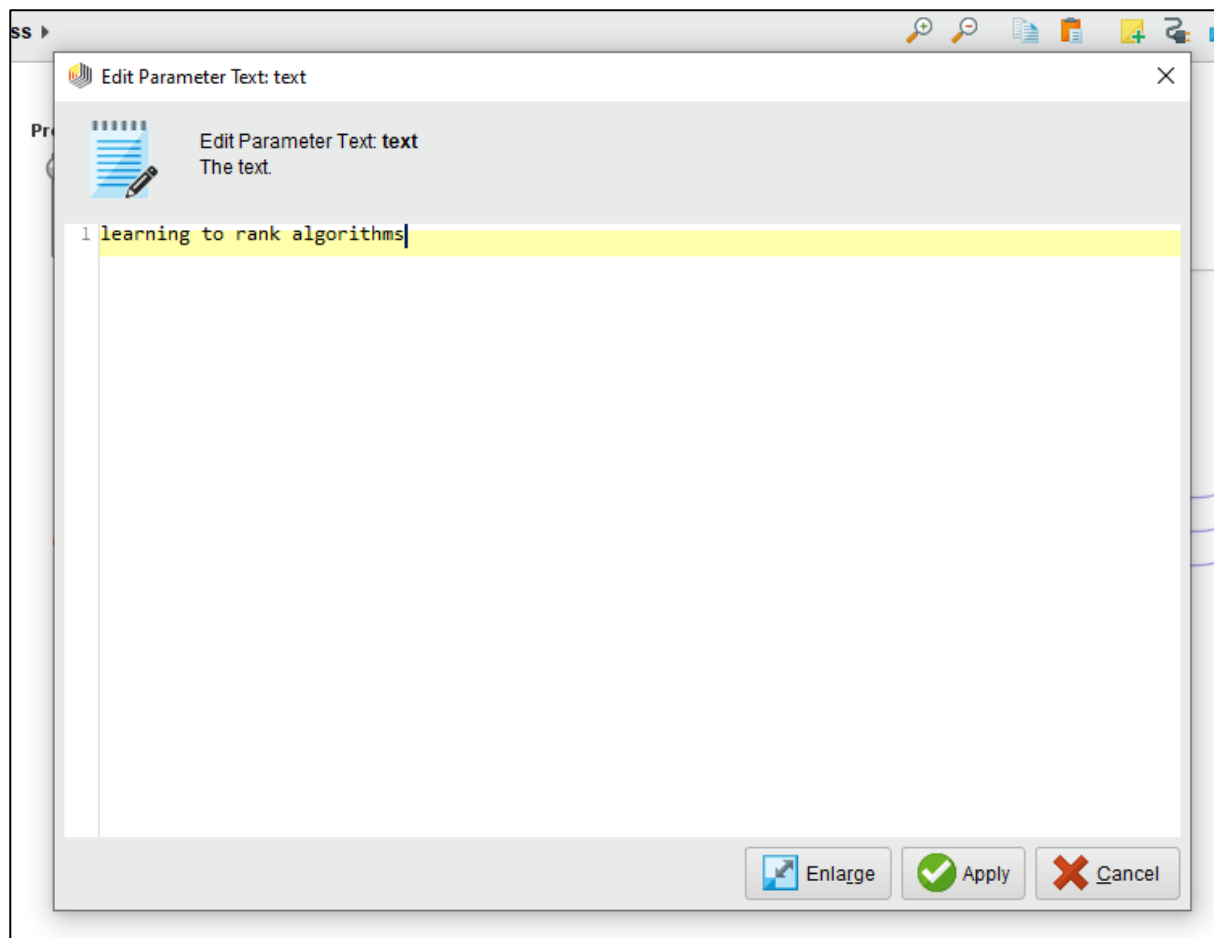 ss
Edit Parameter Text: text
Pr
Edit Parameter Text: text
The text.
1 learning to rank algorithms
Enlarge
Apply
Cancel